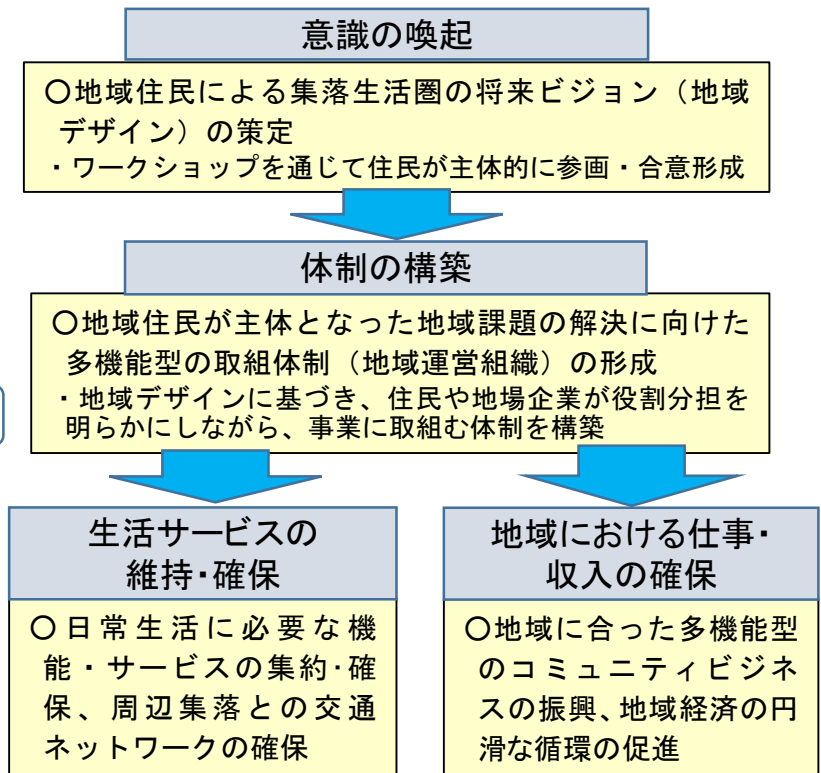 意識の喚起
〇地域住民による集落生活圏の将来ビジョン（地域
デザイン）の策定
・ワークショップを通じて住民が主体的に参画・合意形成
体制の構築
〇地域住民が主体となった地域課題の解決に向けた
多機能型の取組体制（地域運営組織）の形成
・地域デザインに基づき、住民や地場企業が役割分担を
明らかにしながら、事業に取組む体制を構築
生活サービスの
維持・確保
〇日常生活に必要な機
能・サービスの集約・確
保、周辺集落との交通
ネットワークの確保
地域における仕事・
収入の確保
〇地域に合った多機能型
のコミュニティビジネ
スの振興、地域経済の円
滑な循環の促進